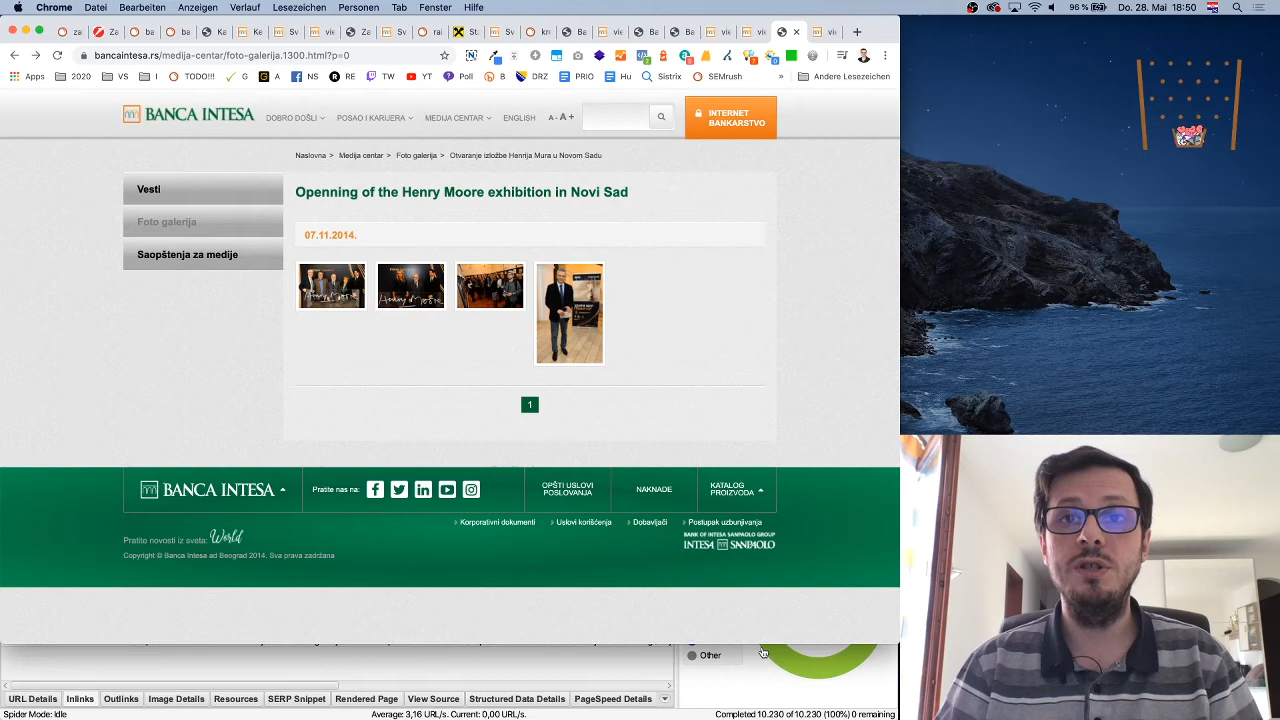 Chrome Datei Bearbeiten Anzeigen Verlauf Lesezeichen Personen Tab Fenster Hilfe
96 % Do. 28. Mai 18:50
bancaintesa.rs/medija-centar/foto-galerija.1300.html?p=0
Apps 2020 VS TODO!!! G A NS RE TW YT Poll B DRZ PRIO Hu Sistrix SEMrush » Andere Lesezeichen
BANCA INTESA
DOBRO DOŠLI POSAO I KARIJERA MEDIJA CENTAR ENGLISH A- A +
INTERNET
BANKARSTVO
Naslovna > Medija centar > Foto galerija > Otvaranje izložbe Henrija Mura u Novom Sadu
Vesti
Foto galerija
Saopštenja za medije
Openning of the Henry Moore exhibition in Novi Sad
07.11.2014.
1
BANCA INTESA
Pratite nas na:
OPŠTI USLOVI
POSLOVANJA
NAKNADE
KATALOG
PROIZVODA
Korporativni dokumenti Uslovi korišćenja Dobavljači Postupak uzbunjivanja
Pratite novosti iz sveta: World
BANK OF INTESA SANPAOLO GROUP
INTESA SANPAOLO
Copyright © Banca Intesa ad Beograd 2014. Sva prava zadržana
Other
URL Details Inlinks Outlinks Image Details Resources SERP Snippet Rendered Page View Source Structured Data Details PageSpeed Details
Spider Mode: Idle Average: 3,16 URL/s. Current: 0,00 URL/s. Completed 10.230 of 10.230 (100%) 0 remaining